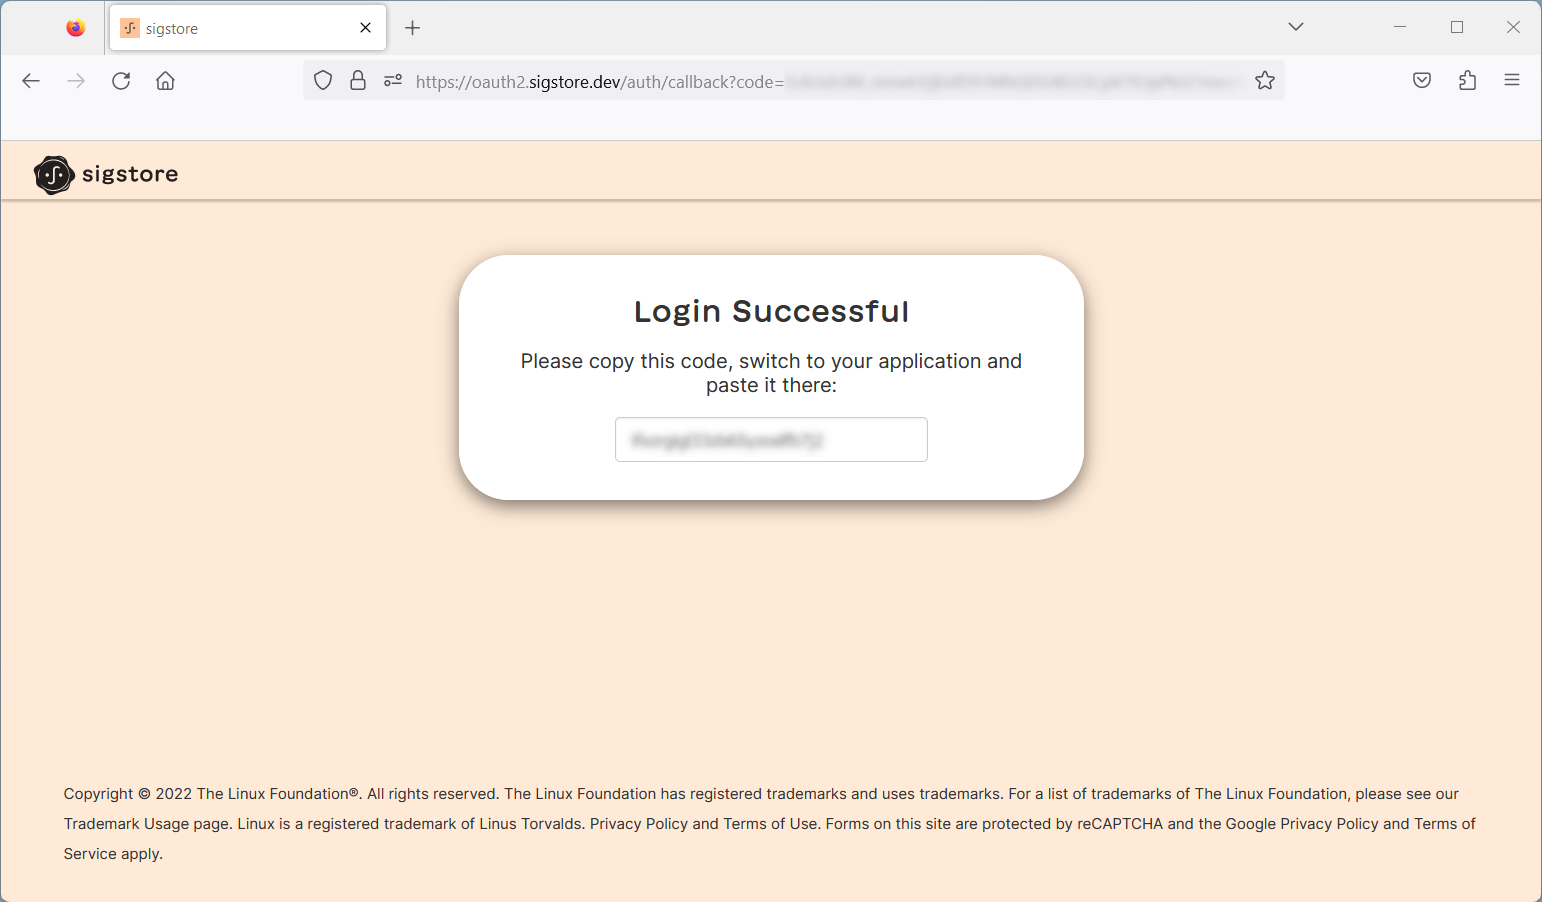 sigstore
https://oauth2.sigstore.dev/auth/callback?code=
sigstore
Login Successful
Please copy this code, switch to your application and
paste it there:
Copyright © 2022 The Linux Foundation®. All rights reserved. The Linux Foundation has registered trademarks and uses trademarks. For a list of trademarks of The Linux Foundation, please see our
Trademark Usage page. Linux is a registered trademark of Linus Torvalds. Privacy Policy and Terms of Use. Forms on this site are protected by reCAPTCHA and the Google Privacy Policy and Terms of
Service apply.